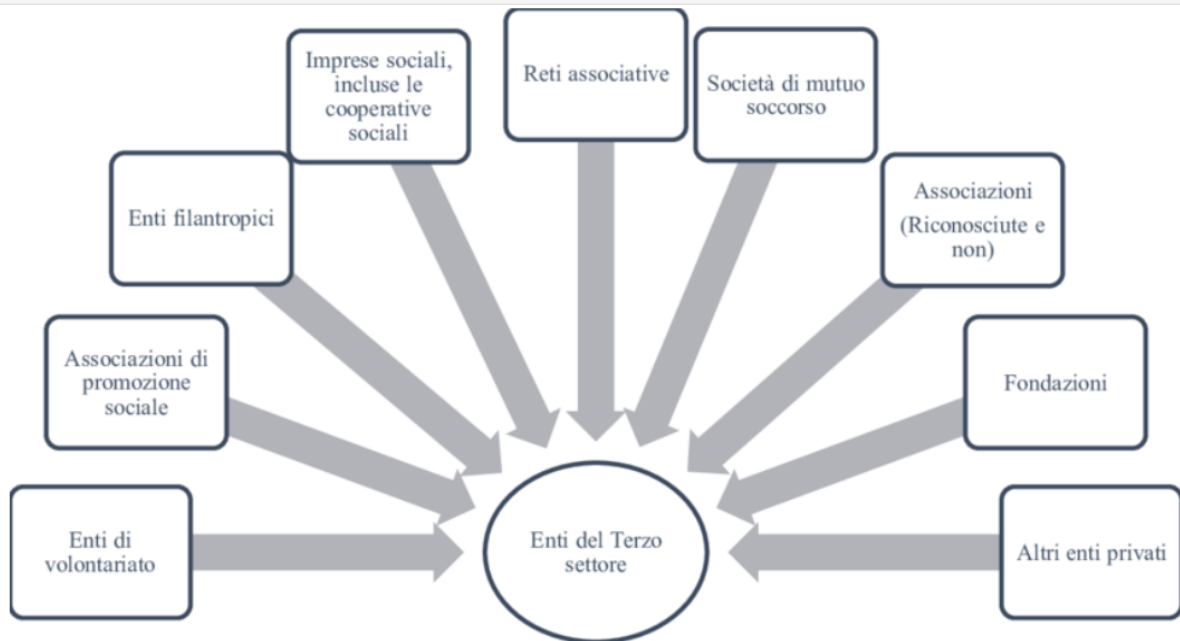 Imprese sociali,
incluse le
cooperative
sociali
Reti associative
Società di mutuo
soccorso
Enti filantropici
Associazioni
(Riconosciute e
non)
Associazioni di
promozione
sociale
Fondazioni
Enti di
volontariato
Enti del Terzo
settore
Altri enti privati